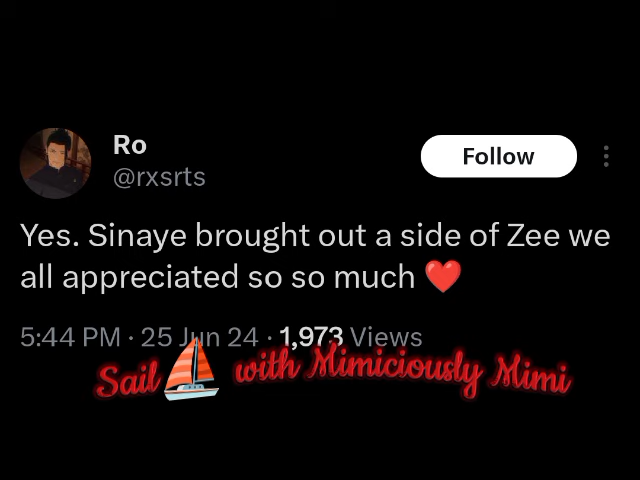 Ro
@rxsrts
Follow
Yes. Sinaye brought out a side of Zee we
all appreciated so so much ❤️
5:44 PM · 25 Jun 24 · 1,973 Views
Sail⛵ with Mimiciously Mimi